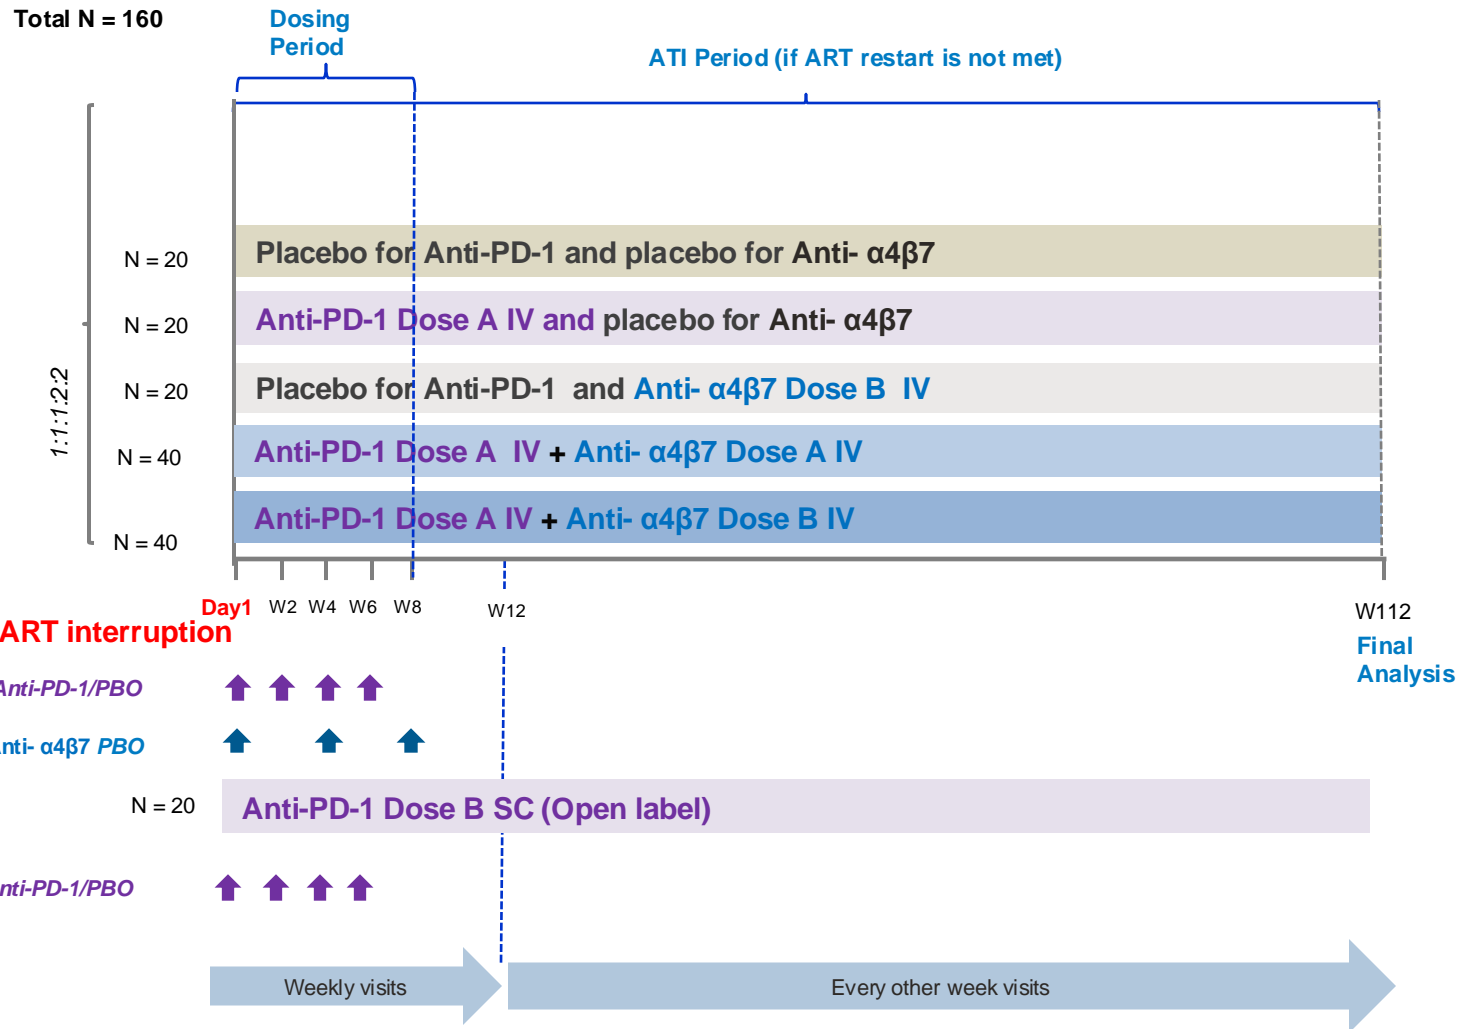 Total N = 160
Dosing
Period
ATI Period (if ART restart is not met)
1:1:1:2:2
N = 20
Placebo for Anti-PD-1 and placebo for Anti- α4β7
N = 20
Anti-PD-1 Dose A IV and placebo for Anti- α4β7
N = 20
Placebo for Anti-PD-1 and Anti- α4β7 Dose B IV
N = 40
Anti-PD-1 Dose A IV + Anti- α4β7 Dose A IV
N = 40
Anti-PD-1 Dose A IV + Anti- α4β7 Dose B IV
Day1 W2 W4 W6 W8 W12 W112
ART interruption
Final
Analysis
Anti-PD-1/PBO
nti- α4β7 PBO
N = 20
Anti-PD-1 Dose B SC (Open label)
nti-PD-1/PBO
Weekly visits
Every other week visits